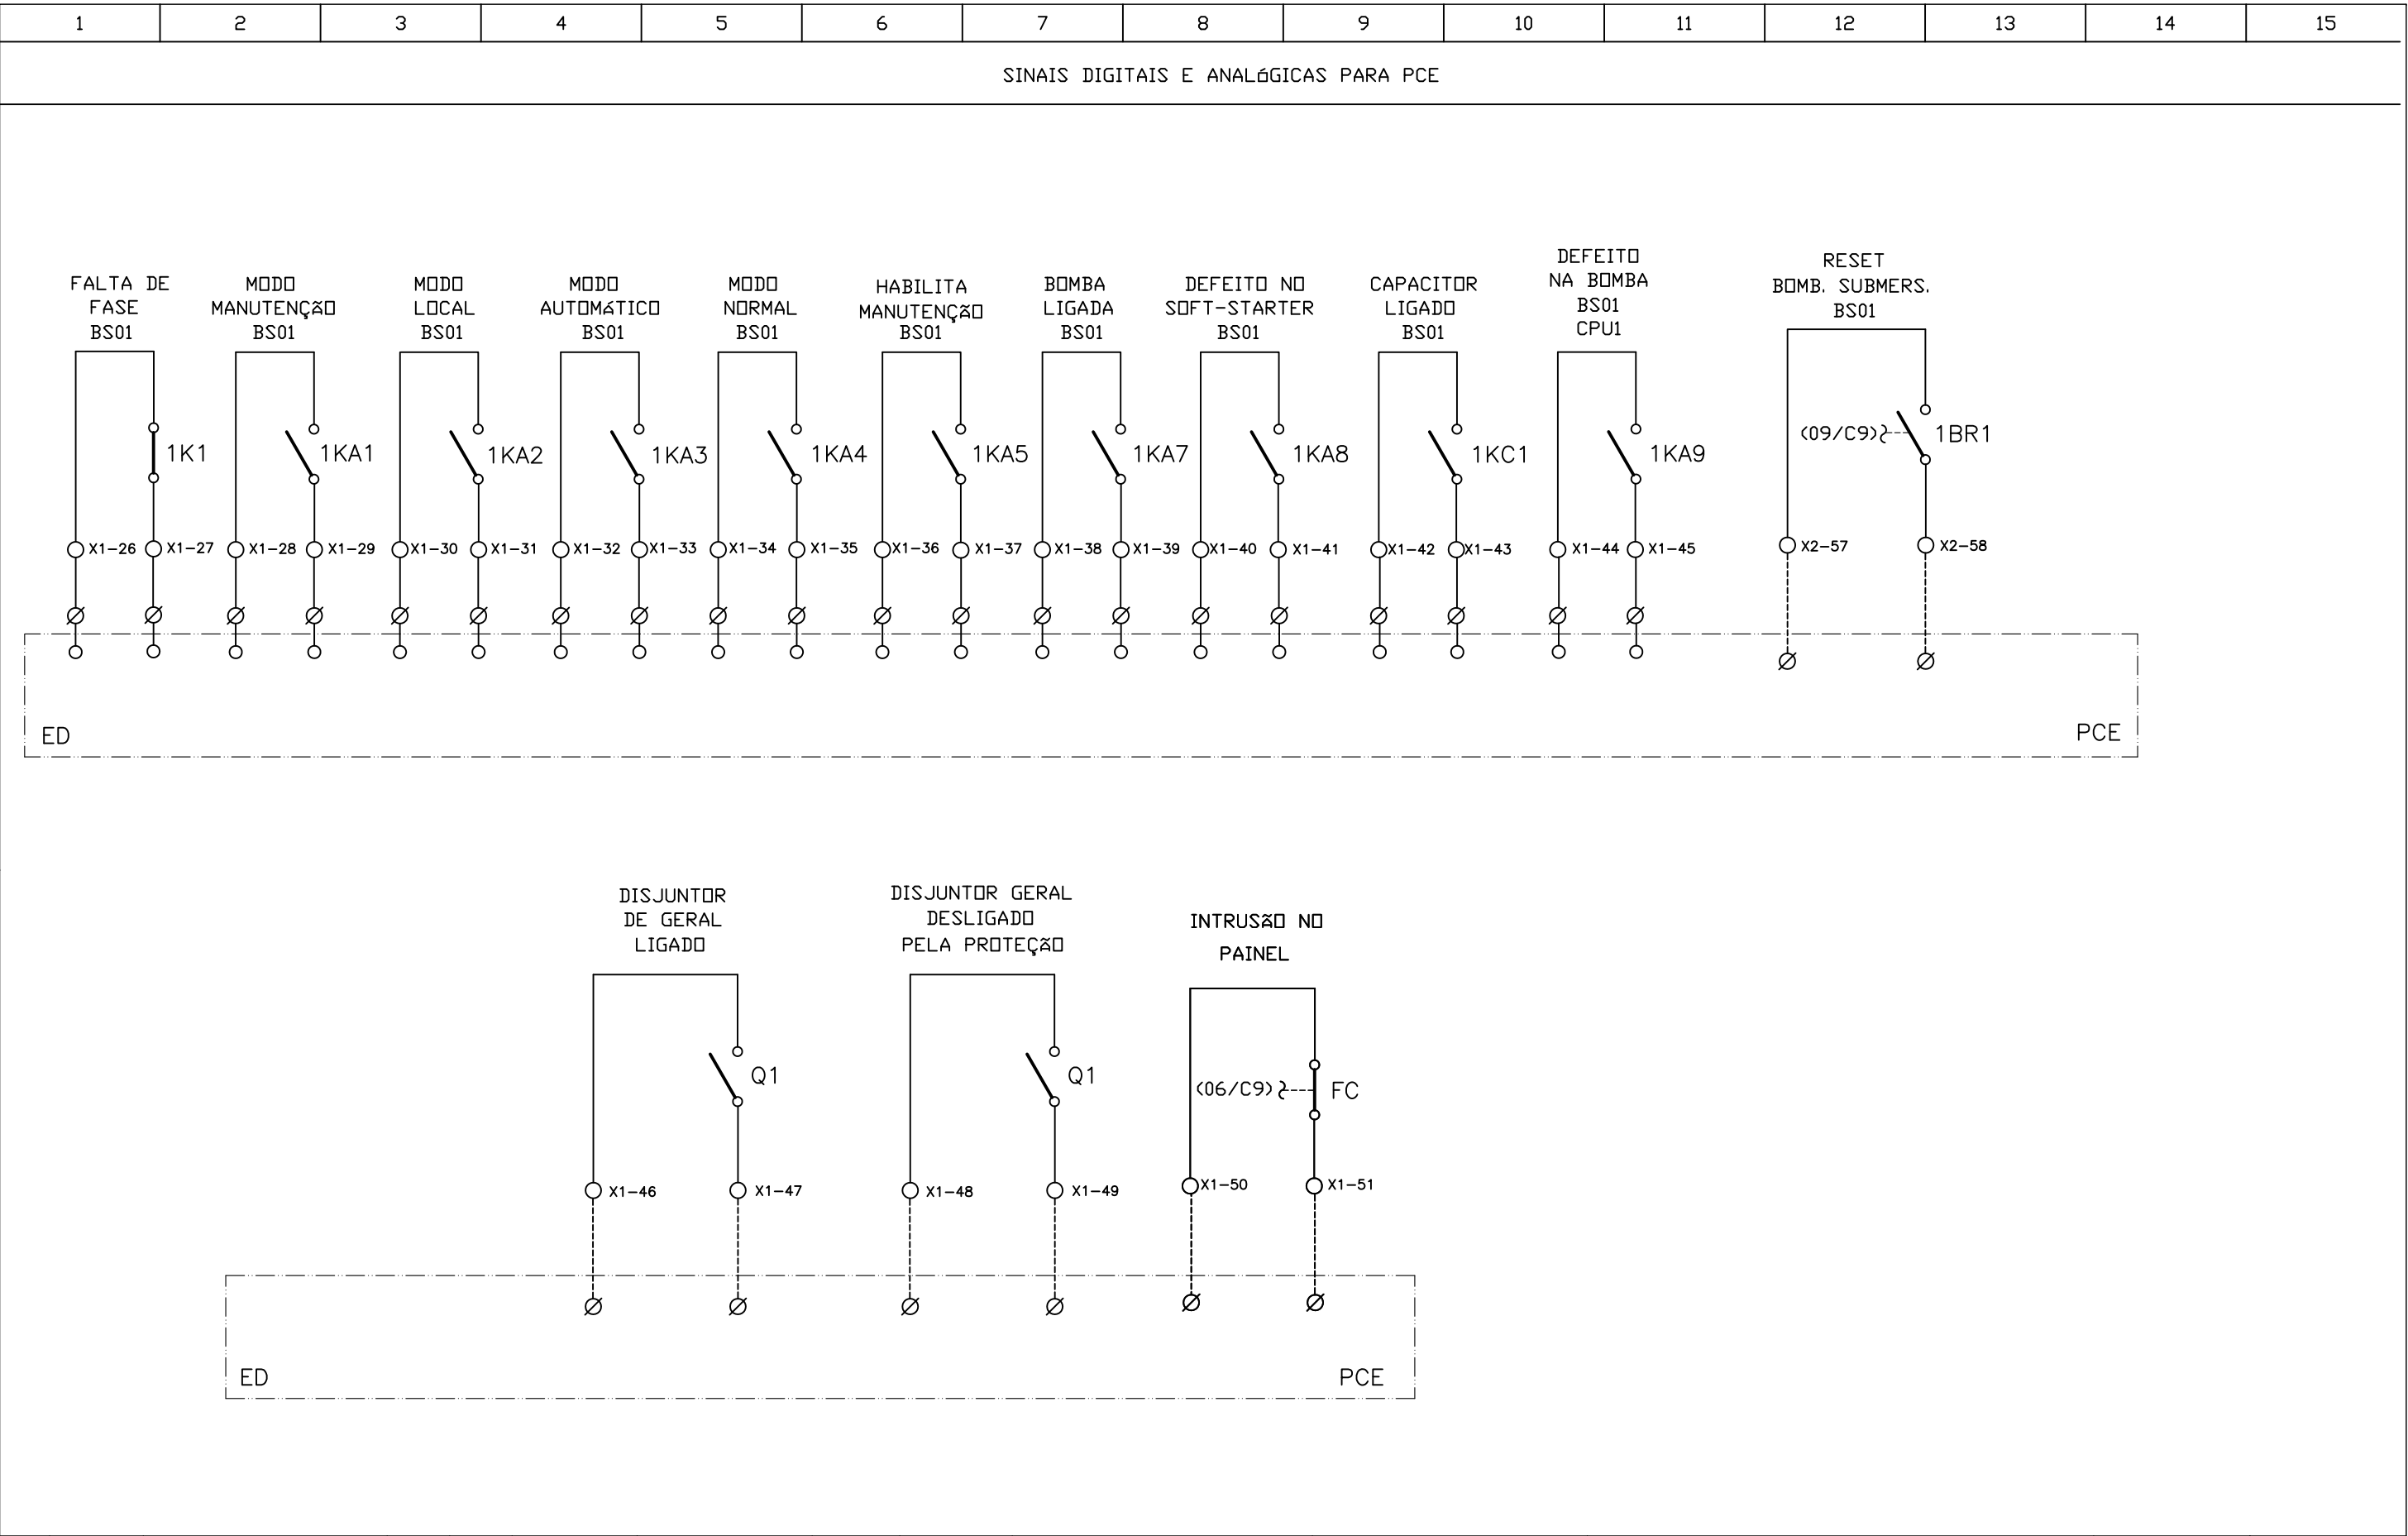 1 2 3 4 5 6 7 8 9 10 11 12 13 14 15
SINAIS DIGITAIS E ANALóGICAS PARA PCE
FALTA DE
FASE
BS01
MODO
MANUTENÇãO
BS01
MODO
LOCAL
BS01
MODO
AUTOMáTICO
BS01
MODO
NORMAL
BS01
HABILITA
MANUTENÇãO
BS01
BOMBA
LIGADA
BS01
DEFEITO NO
SOFT-STARTER
BS01
CAPACITOR
LIGADO
BS01
DEFEITO
NA BOMBA
BS01
CPU1
RESET
BOMB. SUBMERS.
BS01
1K1 1KA1 1KA2 1KA3 1KA4 1KA5 1KA7 1KA8 1KC1 1KA9 (09/C9) 1BR1
X1-26 X1-27 X1-28 X1-29 X1-30 X1-31 X1-32 X1-33 X1-34 X1-35 X1-36 X1-37 X1-38 X1-39 X1-40 X1-41 X1-42 X1-43 X1-44 X1-45 X2-57 X2-58
ED PCE
DISJUNTOR
DE GERAL
LIGADO
DISJUNTOR GERAL
DESLIGADO
PELA PROTEÇãO
INTRUSãO NO
PAINEL
Q1 Q1 (06/C9) FC
X1-46 X1-47 X1-48 X1-49 X1-50 X1-51
ED PCE